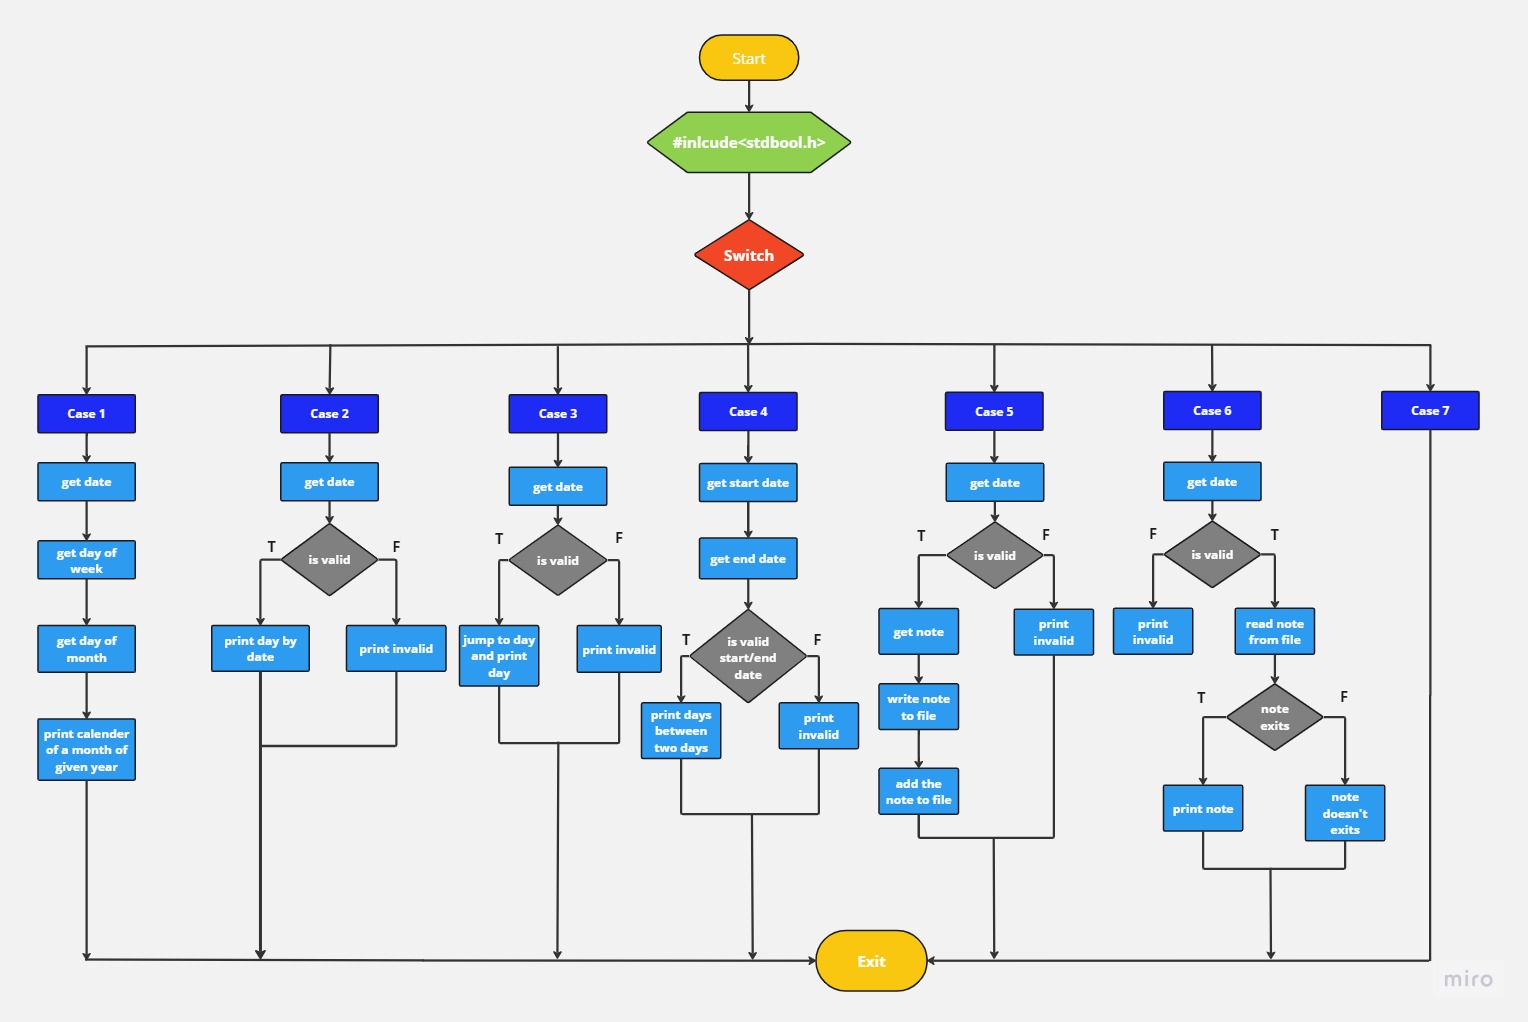 Start
#inlcude<stdbool.h>
Switch
Case 1
Case 2
Case 3
Case 4
Case 5
Case 6
Case 7
get date
get date
get date
get start date
get date
get date
get day of
week
T
is valid
F
T
is valid
F
get end date
T
is valid
F
F
is valid
T
get day of
month
print day by
date
print invalid
jump to day
and print
day
print invalid
T
is valid
start/end
date
F
get note
print
invalid
print
invalid
read note
from file
print calender
of a month of
given year
print days
between
two days
print
invalid
write note
to file
T
note
exits
F
add the
note to file
print note
note
doesn't
exits
Exit
miro